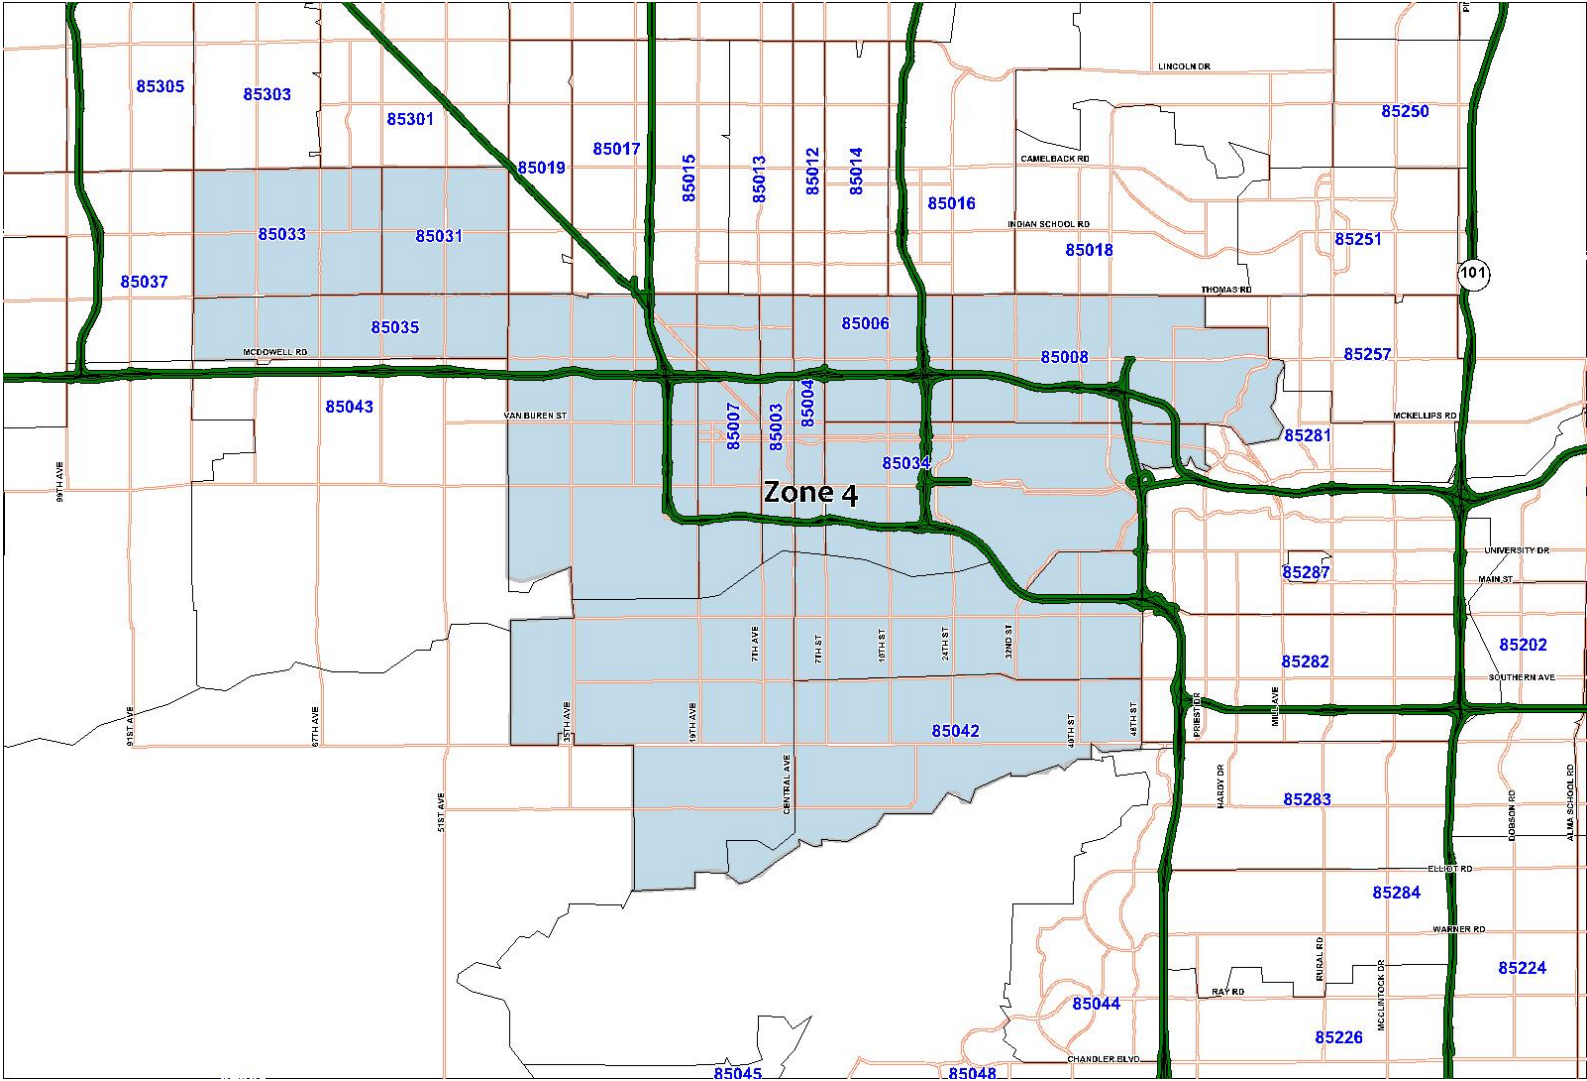 LINCOLN DR
85305
85303
85301
85250
85019
85017
85015
85013
85012
85014
CAMELBACK RD
85016
INDIAN SCHOOL RD
85033
85031
85018
85251
85037
101
THOMAS RD
85035
85006
85008
MCDOWELL RD
85257
85043
VAN BUREN ST
85007
85003
85004
MCKELLIPS RD
85281
85034
99TH AVE
Zone 4
UNIVERSITY DR
85287
MAIN ST
7TH AVE
7TH ST
16TH ST
24TH ST
32ND ST
85202
85282
SOUTHERN AVE
91ST AVE
67TH AVE
35TH AVE
19TH AVE
85042
40TH ST
48TH ST
PRIEST DR
MILL AVE
51ST AVE
CENTRAL AVE
HARDY DR
85283
DOBSON RD
ALMA SCHOOL RD
ELLIOT RD
85284
WARNER RD
RURAL RD
85224
MCCLINTOCK DR
RAY RD
85044
85226
CHANDLER BLVD
85045
85048